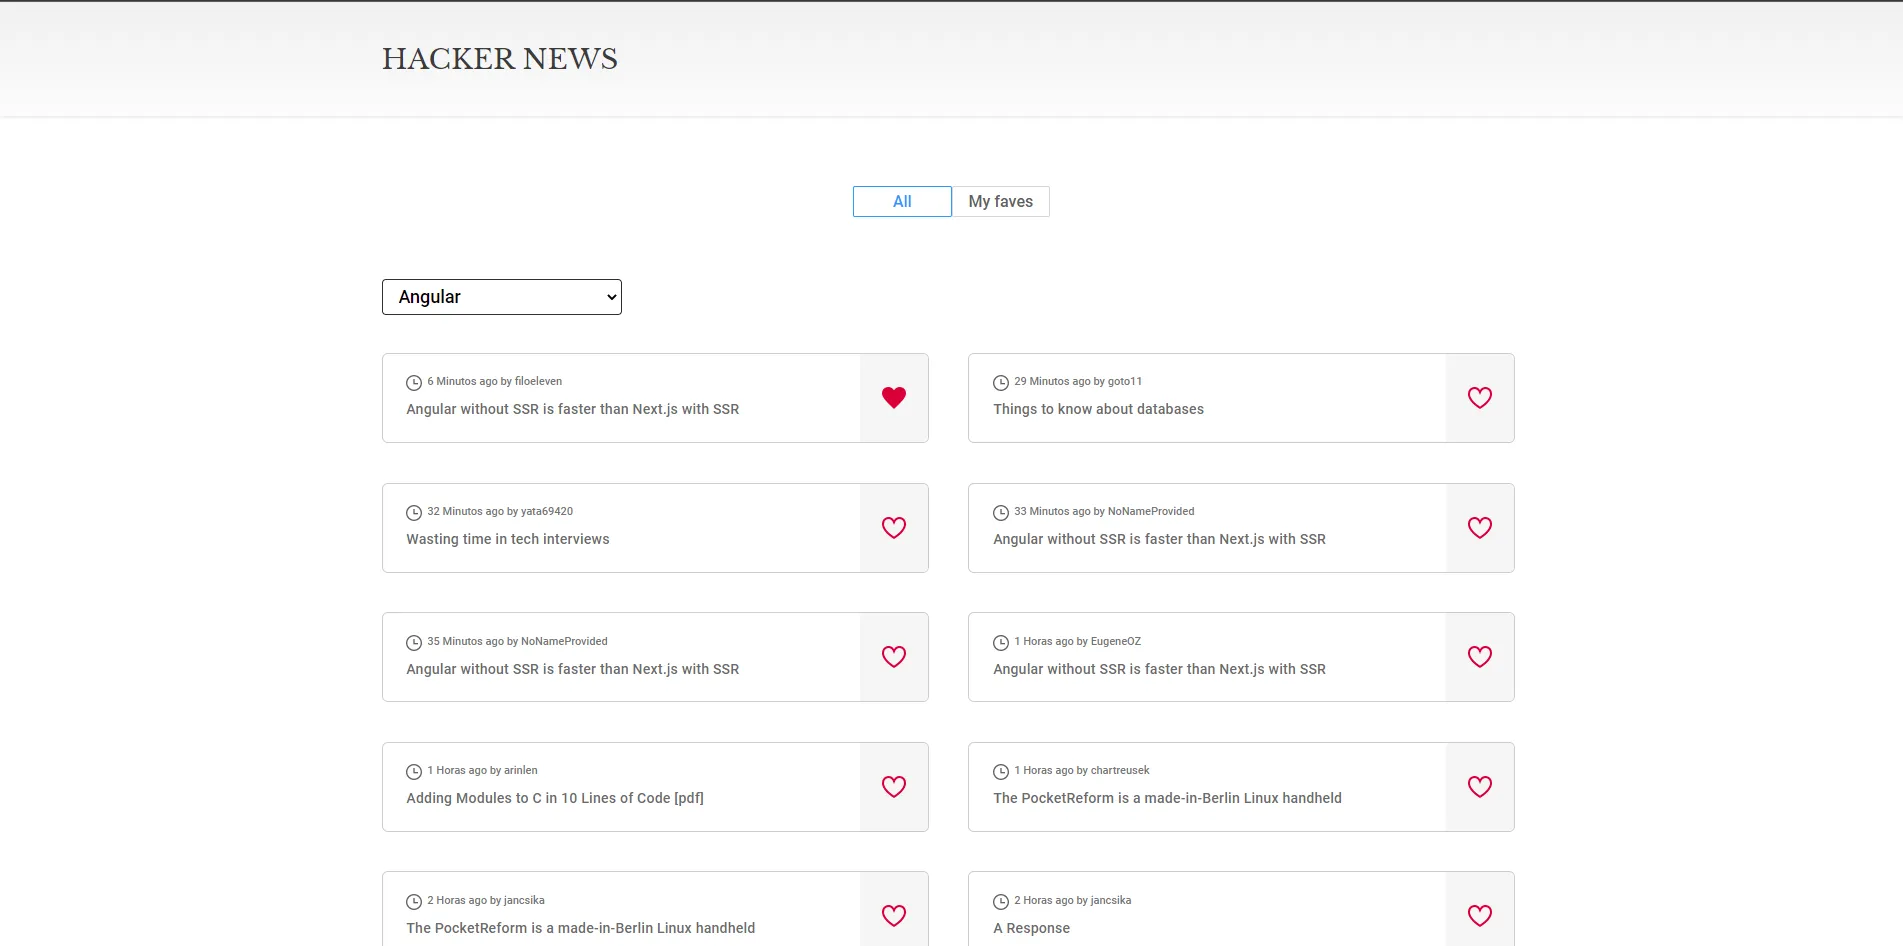 HACKER NEWS
All
My faves
Angular
6 Minutos ago by filoeleven
Angular without SSR is faster than Next.js with SSR
29 Minutos ago by goto11
Things to know about databases
32 Minutos ago by yata69420
Wasting time in tech interviews
33 Minutos ago by NoNameProvided
Angular without SSR is faster than Next.js with SSR
35 Minutos ago by NoNameProvided
Angular without SSR is faster than Next.js with SSR
1 Horas ago by EugeneOZ
Angular without SSR is faster than Next.js with SSR
1 Horas ago by arinlen
Adding Modules to C in 10 Lines of Code [pdf]
1 Horas ago by chartreusek
The PocketReform is a made-in-Berlin Linux handheld
2 Horas ago by jancsika
The PocketReform is a made-in-Berlin Linux handheld
2 Horas ago by jancsika
A Response